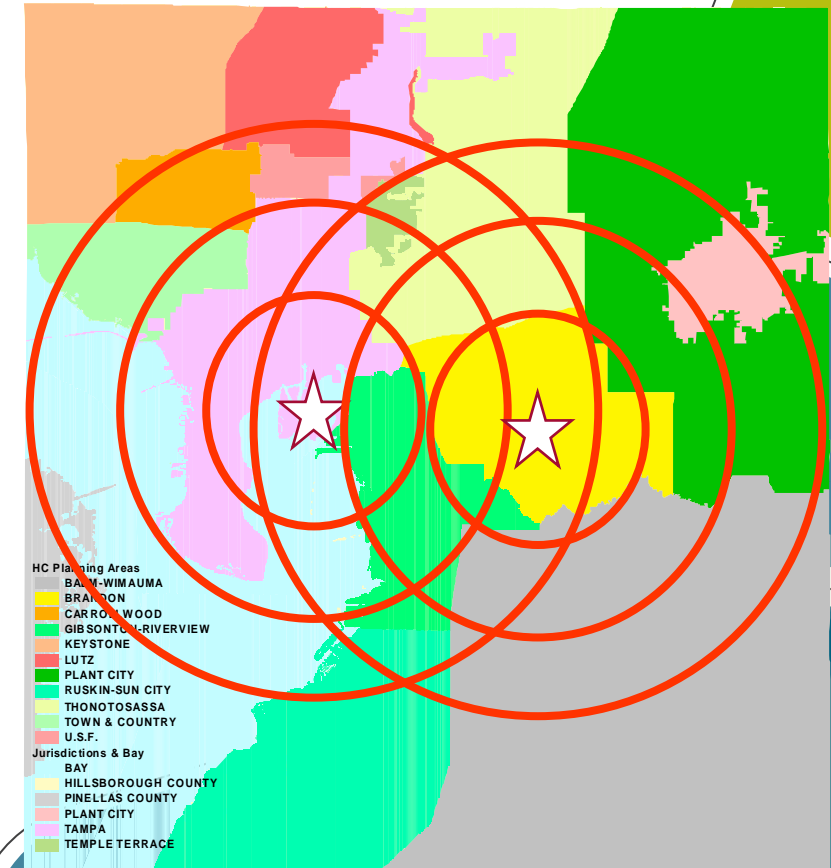 HC Planning Areas
BALM-WIMAUMA
BRANDON
CARROLWOOD
GIBSONTON-RIVERVIEW
KEYSTONE
LUTZ
PLANT CITY
RUSKIN-SUN CITY
THONOTOSASSA
TOWN & COUNTRY
U.S.F.
Jurisdictions & Bay
BAY
HILLSBOROUGH COUNTY
PINELLAS COUNTY
PLANT CITY
TAMPA
TEMPLE TERRACE